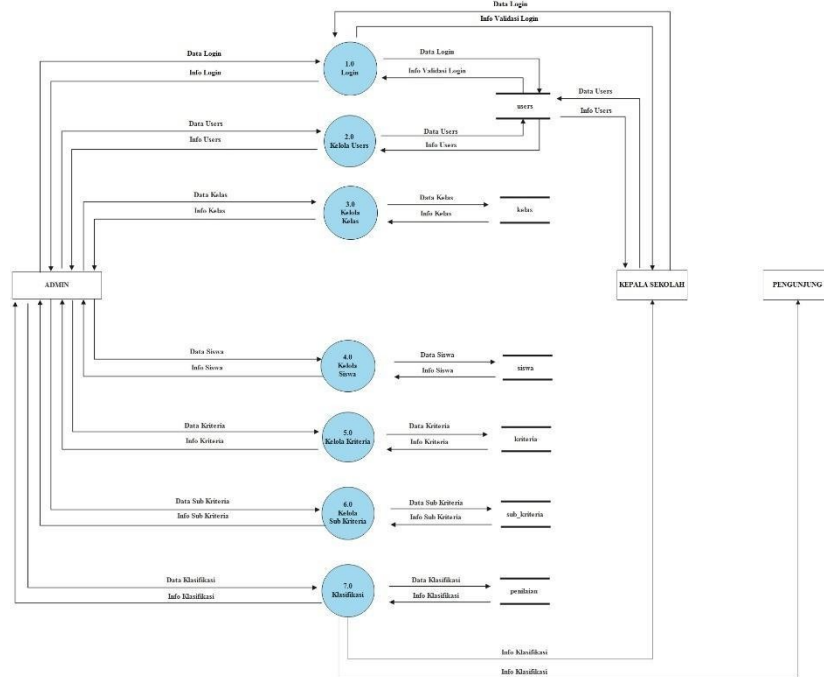 Data Login
Info Validasi Login
Data Login
Info Login
1.0
Login
Data Login
Info Validasi Login
users
Data Users
Info Users
Data Users
Info Users
2.0
Kelola Users
Data Users
Info Users
Data Kelas
Info Kelas
3.0
Kelola
Kelas
Data Kelas
Info Kelas
kelas
ADMIN
KEPALA SEKOLAH
PENGUNJUNG
Data Siswa
Info Siswa
4.0
Kelola
Siswa
Data Siswa
Info Siswa
siswa
Data Kriteria
Info Kriteria
5.0
Kelola Kriteria
Data Kriteria
Info Kriteria
kriteria
Data Sub Kriteria
Info Sub Kriteria
6.0
Kelola
Sub Kriteria
Data Sub Kriteria
Info Sub Kriteria
sub_kriteria
Data Klasifikasi
Info Klasifikasi
7.0
Klasifikasi
Data Klasifikasi
Info Klasifikasi
penilaian
Info Klasifikasi
Info Klasifikasi